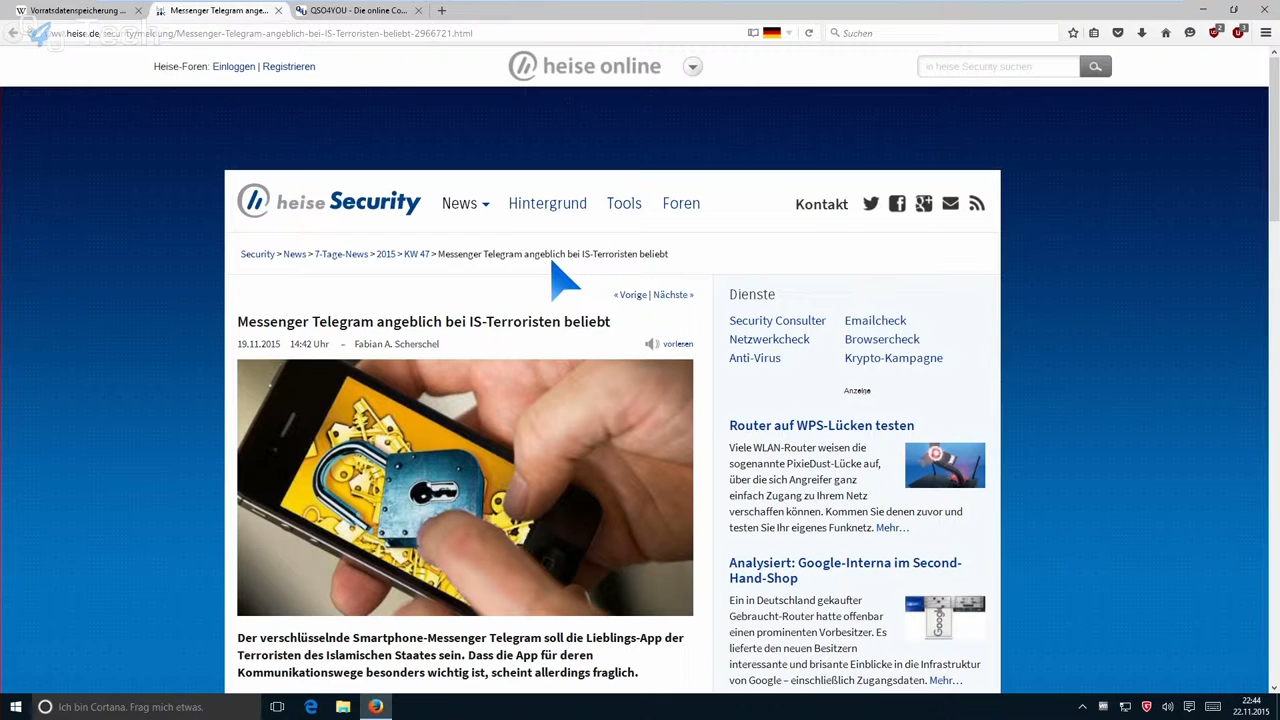 Vorratsdatenspeicherung: W...
Messenger Telegram angeb...
QSO4YOU - Online Com...
www.heise.de/security/meldung/Messenger-Telegram-angeblich-bei-IS-Terroristen-beliebt-2966721.html
Suchen
Heise-Foren: Einloggen | Registrieren
heise online
in heise Security suchen
heise Security
News
Hintergrund
Tools
Foren
Kontakt
Security > News > 7-Tage-News > 2015 > KW 47 > Messenger Telegram angeblich bei IS-Terroristen beliebt
« Vorige | Nächste »
Messenger Telegram angeblich bei IS-Terroristen beliebt
19.11.2015 14:42 Uhr – Fabian A. Scherschel
vorlesen
Der verschlüsselnde Smartphone-Messenger Telegram soll die Lieblings-App der
Terroristen des Islamischen Staates sein. Dass die App für deren
Kommunikationswege besonders wichtig ist, scheint allerdings fraglich.
Dienste
Security Consulter Emailcheck
Netzwerkcheck Browsercheck
Anti-Virus Krypto-Kampagne
Anzeige
Router auf WPS-Lücken testen
Viele WLAN-Router weisen die
sogenannte PixieDust-Lücke auf,
über die sich Angreifer ganz
einfach Zugang zu Ihrem Netz
verschaffen können. Kommen Sie denen zuvor und
testen Sie Ihr eigenes Funknetz. Mehr…
Analysiert: Google-Interna im Second-
Hand-Shop
Ein in Deutschland gekaufter
Gebraucht-Router hatte offenbar
einen prominenten Vorbesitzer. Es
lieferte den neuen Besitzern
interessante und brisante Einblicke in die Infrastruktur
von Google – einschließlich Zugangsdaten. Mehr…
Google
Ich bin Cortana. Frag mich etwas.
22:44
22.11.2015